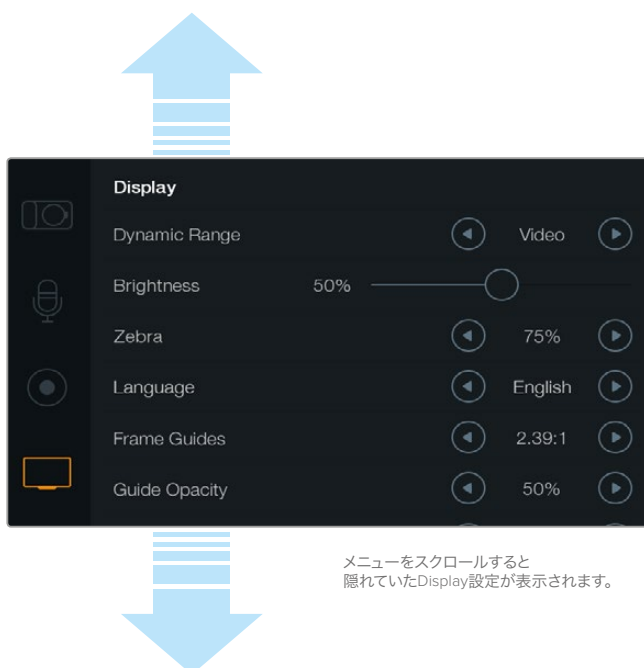 Display
Dynamic Range Video
Brightness 50%
Zebra 75%
Language English
Frame Guides 2.39:1
Guide Opacity 50%
メニューをスクロールすると
隠れていたDisplay設定が表示されます。